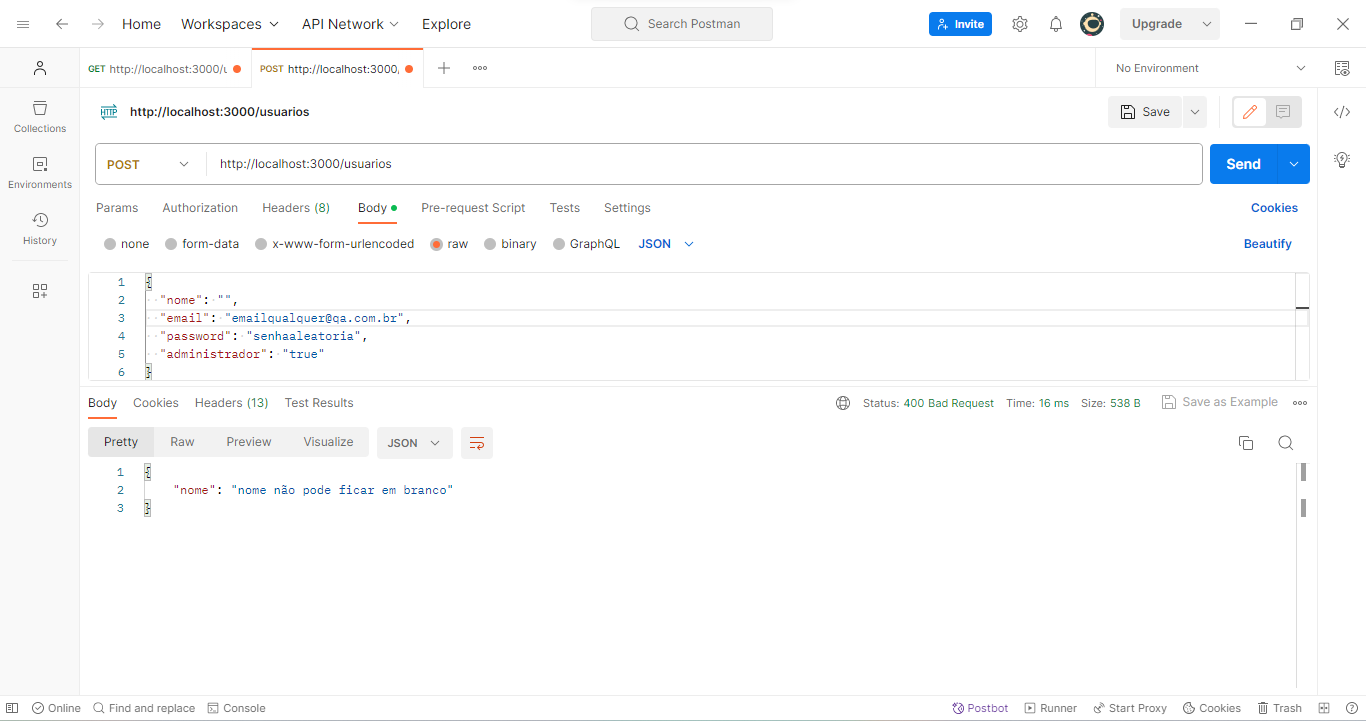 Home Workspaces API Network Explore Search Postman Invite Upgrade
GET http://localhost:3000/u POST http://localhost:3000, No Environment
HTTP http://localhost:3000/usuarios Save
Collections
POST http://localhost:3000/usuarios Send
Environments
Params Authorization Headers (8) Body Pre-request Script Tests Settings Cookies
History
none form-data x-www-form-urlencoded raw binary GraphQL JSON Beautify
1 {
2 "nome": "",
3 "email": "emailqualquer@qa.com.br",
4 "password": "senhaaleatoria",
5 "administrador": "true"
6 }
Body Cookies Headers (13) Test Results Status: 400 Bad Request Time: 16 ms Size: 538 B Save as Example
Pretty Raw Preview Visualize JSON
1 {
2 "nome": "nome não pode ficar em branco"
3 }
Online Find and replace Console Postbot Runner Start Proxy Cookies Trash